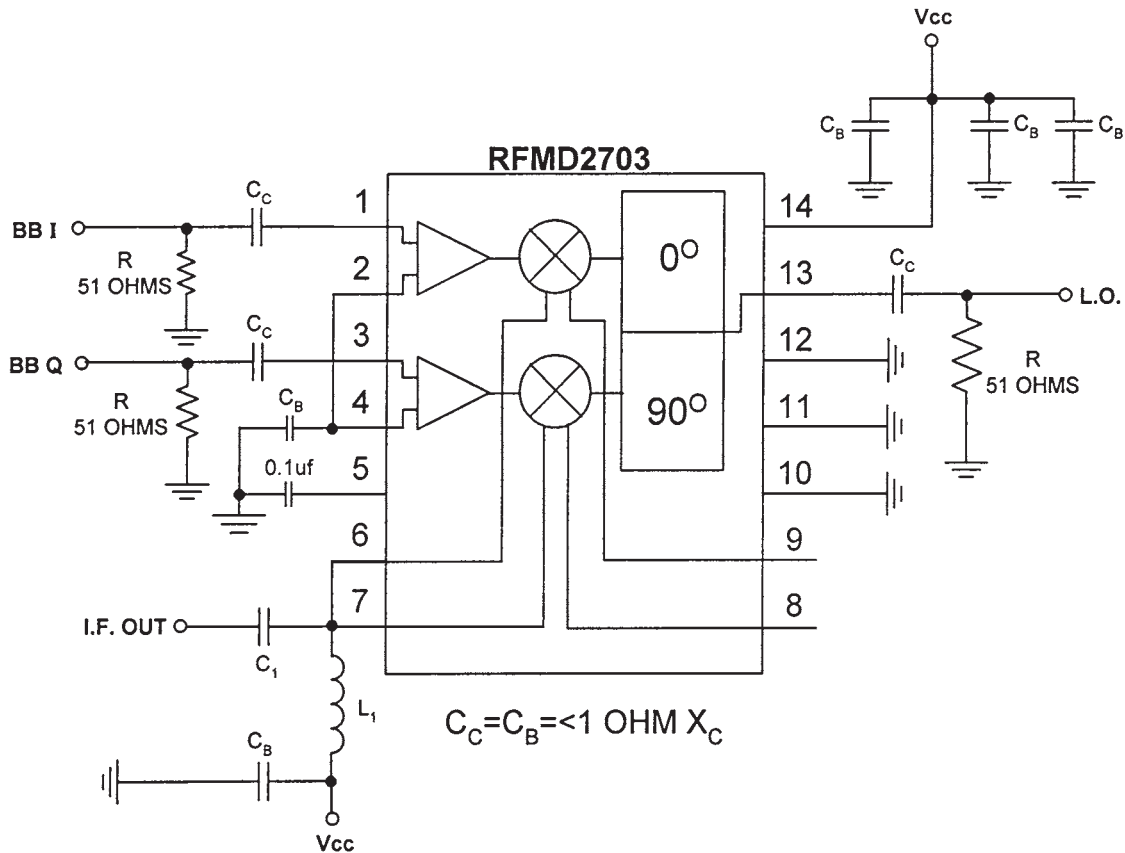 Vcc
C_B
C_B
C_B
RFMD2703
C_C
1
14
BB I
R
51 OHMS
2
0°
13
C_C
L.O.
C_C
3
12
BB Q
R
51 OHMS
R
51 OHMS
C_B
4
90°
11
0.1uf
5
10
6
9
7
8
I.F. OUT
C_1
L_1
C_C=C_B=<1 OHM X_C
C_B
Vcc